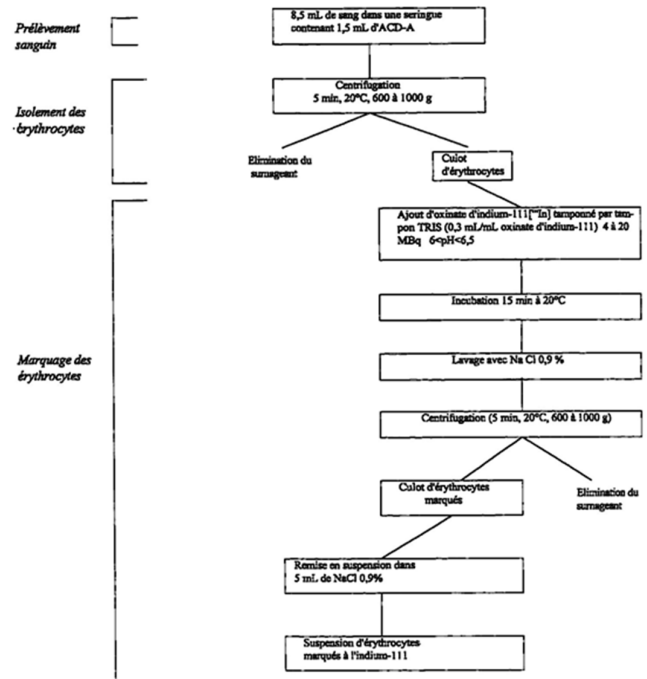 Prélèvement
sanguin
8,5 mL de sang dans une seringue
contenant 1,5 mL d'ACD-A
Isolement des
érythrocytes
Centrifugation
5 min, 20°C, 600 à 1000 g
Elimination du
surnageant
Culot
d'érythrocytes
Marquage des
érythrocytes
Ajout d'oxinate d'indium-111[¹¹¹In] tamponné par tam-
pon TRIS (0,3 mL/mL oxinate d'indium-111) 4 à 20
MBq 6<pH<6,5
Incubation 15 min à 20°C
Lavage avec Na Cl 0,9 %
Centrifugation (5 min, 20°C, 600 à 1000 g)
Culot d'érythrocytes
marqués
Elimination du
surnageant
Remise en suspension dans
5 mL de NaCl 0,9%
Suspension d'érythrocytes
marqués à l'indium-111